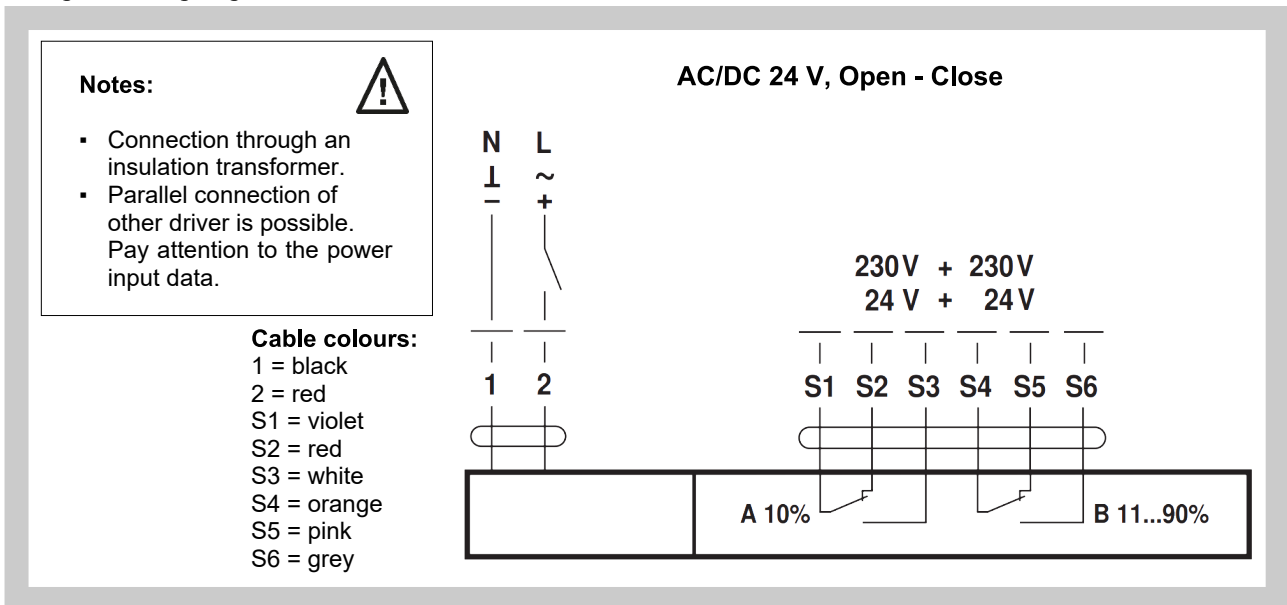 Notes:
▪ Connection through an
insulation transformer.
▪ Parallel connection of
other driver is possible.
Pay attention to the power
input data.
AC/DC 24 V, Open - Close
N L
⊥ ~
− +
230 V + 230 V
24 V + 24 V
Cable colours:
1 = black
2 = red
S1 = violet
S2 = red
S3 = white
S4 = orange
S5 = pink
S6 = grey
1 2
S1 S2 S3 S4 S5 S6
A 10% B 11...90%